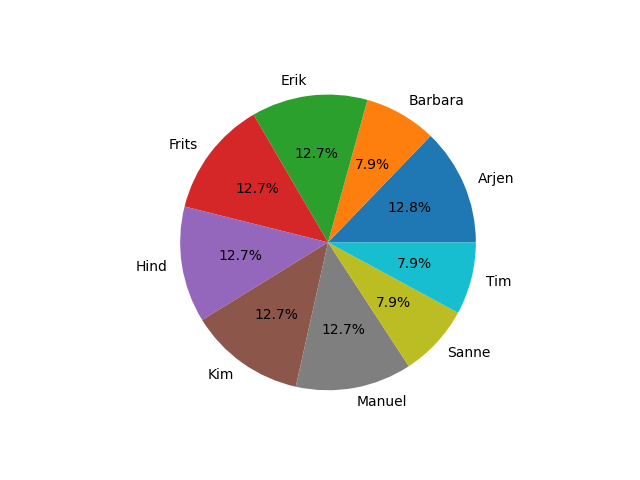 Erik
Barbara
Frits
12.7%
7.9%
Arjen
12.7%
12.8%
Hind
12.7%
7.9%
Tim
12.7%
12.7%
7.9%
Sanne
Kim
Manuel